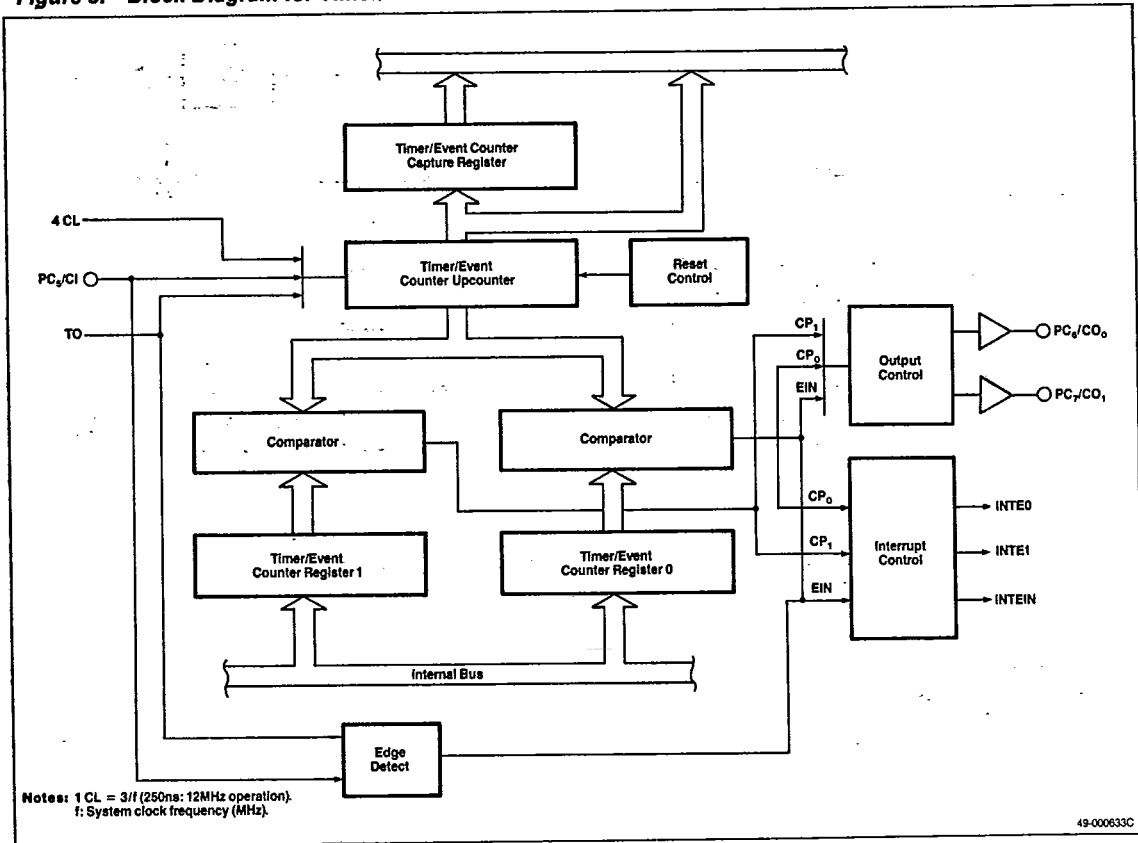 Timer/Event Counter
Capture Register
4 CL
PC₅/CI
TO
Timer/Event
Counter Upcounter
Reset
Control
CP₁
CP₀
EIN
Output
Control
PC₆/CO₀
PC₇/CO₁
Comparator
Comparator
CP₀
CP₁
EIN
Interrupt
Control
INTE0
INTE1
INTEIN
Timer/Event
Counter Register 1
Timer/Event
Counter Register 0
Internal Bus
Edge
Detect
Notes: 1 CL = 3/f (250ns: 12MHz operation).
f: System clock frequency (MHz).
49-000633C